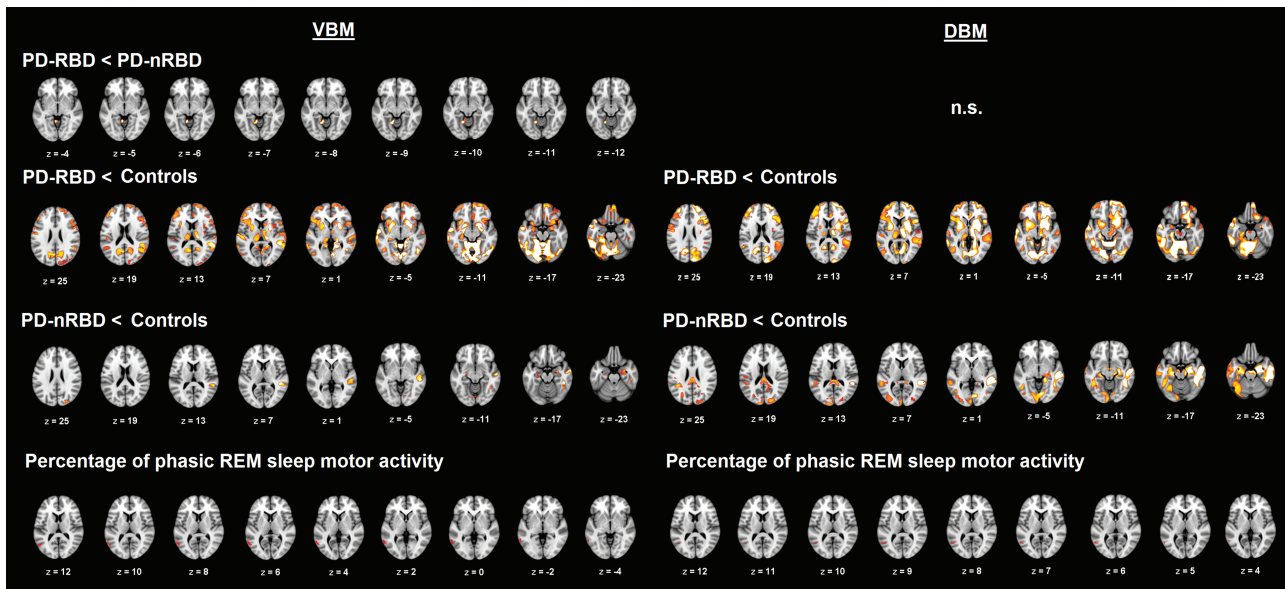 VBM
DBM
PD-RBD < PD-nRBD
n.s.
z = -4 z = -5 z = -6 z = -7 z = -8 z = -9 z = -10 z = -11 z = -12
PD-RBD < Controls
PD-RBD < Controls
z = 25 z = 19 z = 13 z = 7 z = 1 z = -5 z = -11 z = -17 z = -23
z = 25 z = 19 z = 13 z = 7 z = 1 z = -5 z = -11 z = -17 z = -23
PD-nRBD < Controls
PD-nRBD < Controls
z = 25 z = 19 z = 13 z = 7 z = 1 z = -5 z = -11 z = -17 z = -23
z = 25 z = 19 z = 13 z = 7 z = 1 z = -5 z = -11 z = -17 z = -23
Percentage of phasic REM sleep motor activity
Percentage of phasic REM sleep motor activity
z = 12 z = 10 z = 8 z = 6 z = 4 z = 2 z = 0 z = -2 z = -4
z = 12 z = 11 z = 10 z = 9 z = 8 z = 7 z = 6 z = 5 z = 4